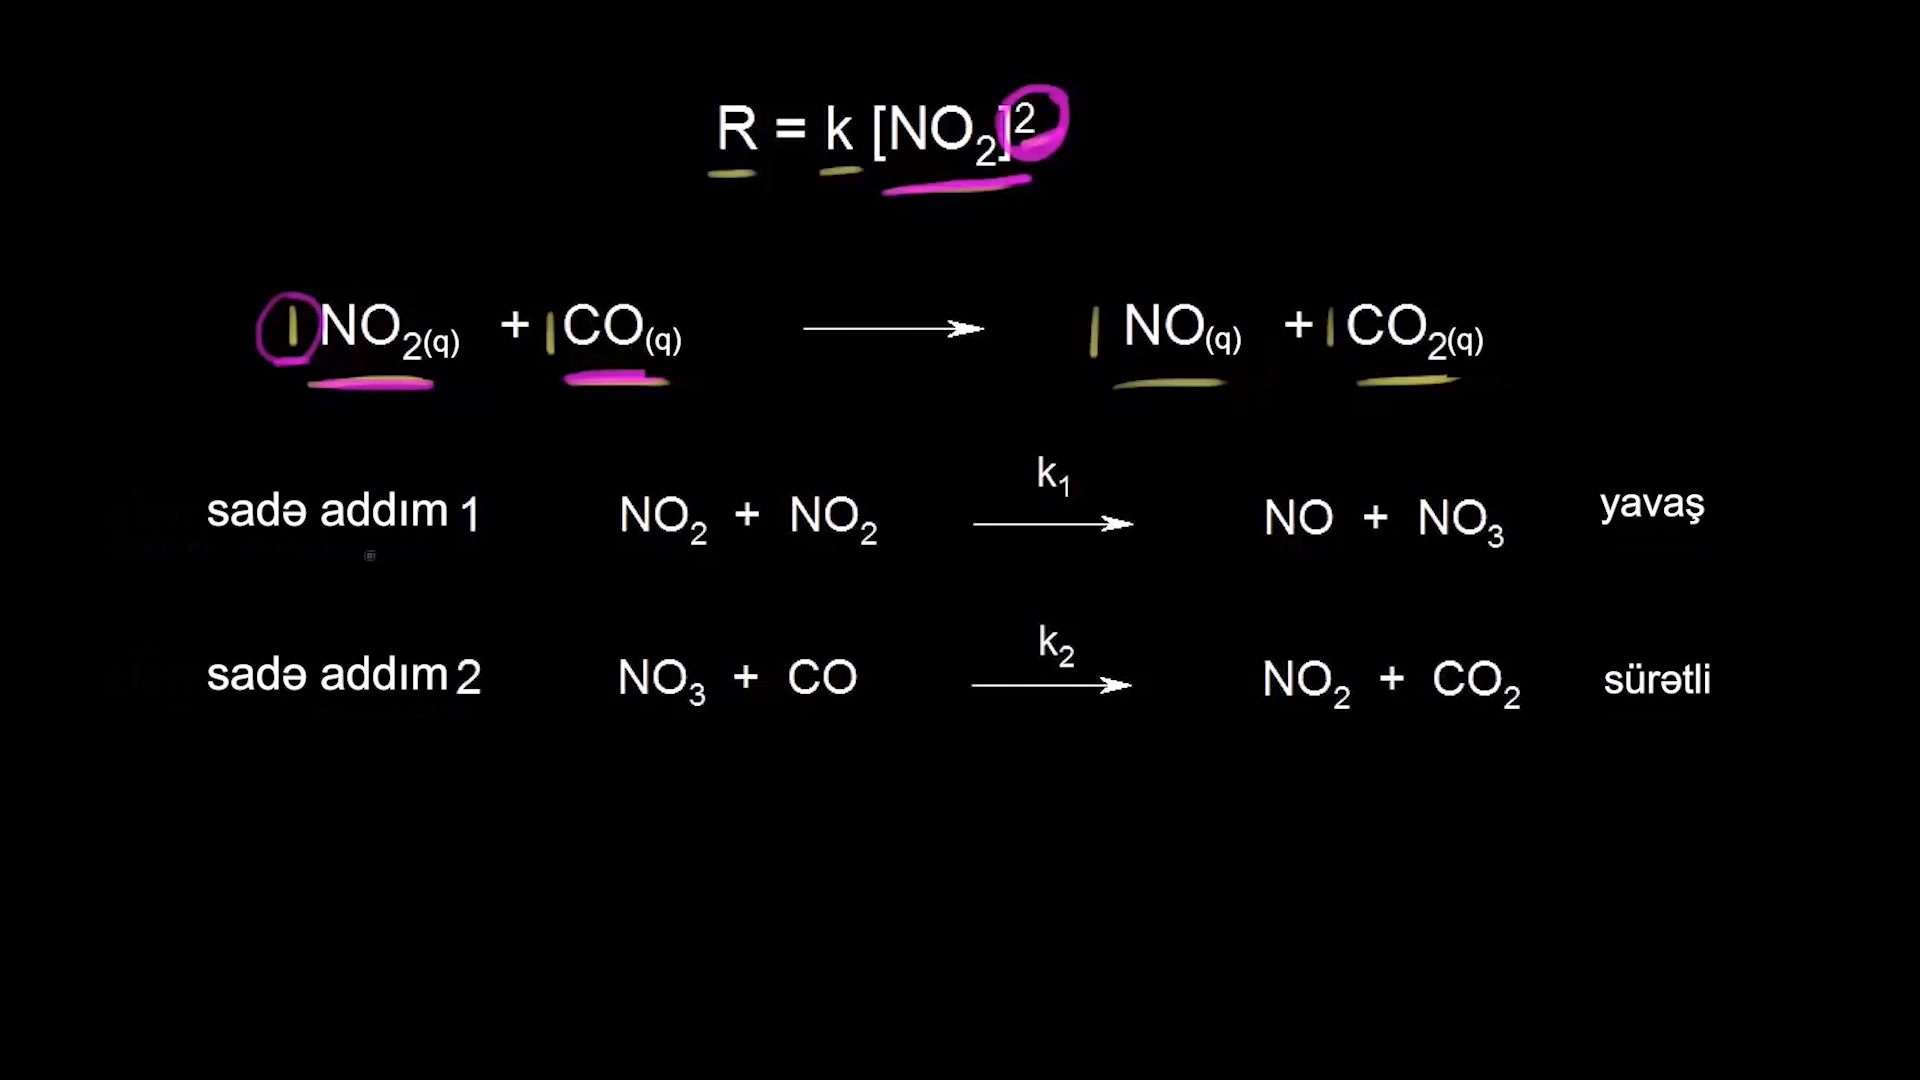 R = k [NO₂]²
1 NO₂(q) + 1 CO(q) → 1 NO(q) + 1 CO₂(q)
sadə addım 1 NO₂ + NO₂ k₁ → NO + NO₃ yavaş
sadə addım 2 NO₃ + CO k₂ → NO₂ + CO₂ sürətli